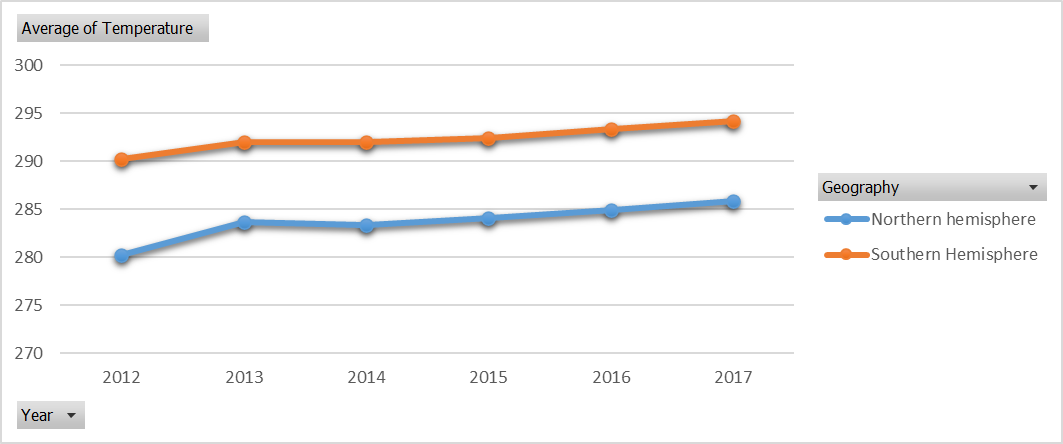 Average of Temperature
300
295
290
285
280
275
270
2012 2013 2014 2015 2016 2017
Geography
Northern hemisphere
Southern Hemisphere
Year